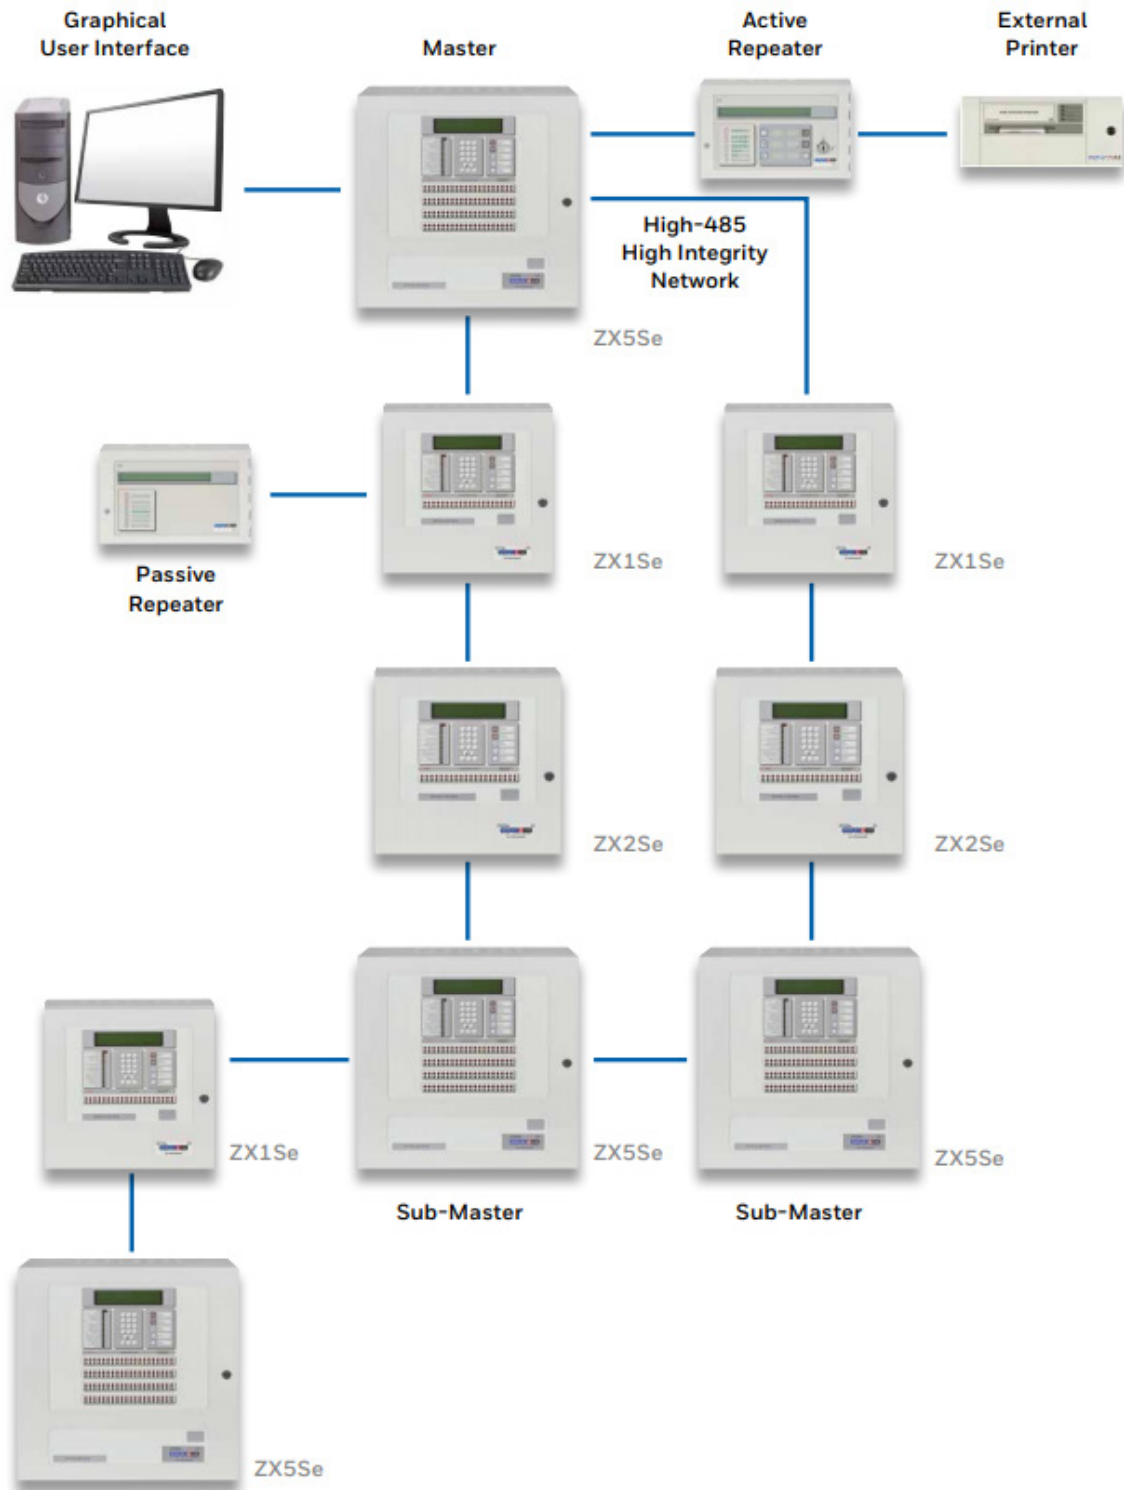 Graphical
User Interface
Master
Active
Repeater
External
Printer
High-485
High Integrity
Network
ZX5Se
Passive
Repeater
ZX1Se
ZX1Se
ZX2Se
ZX2Se
ZX1Se
ZX5Se
ZX5Se
Sub-Master
Sub-Master
ZX5Se